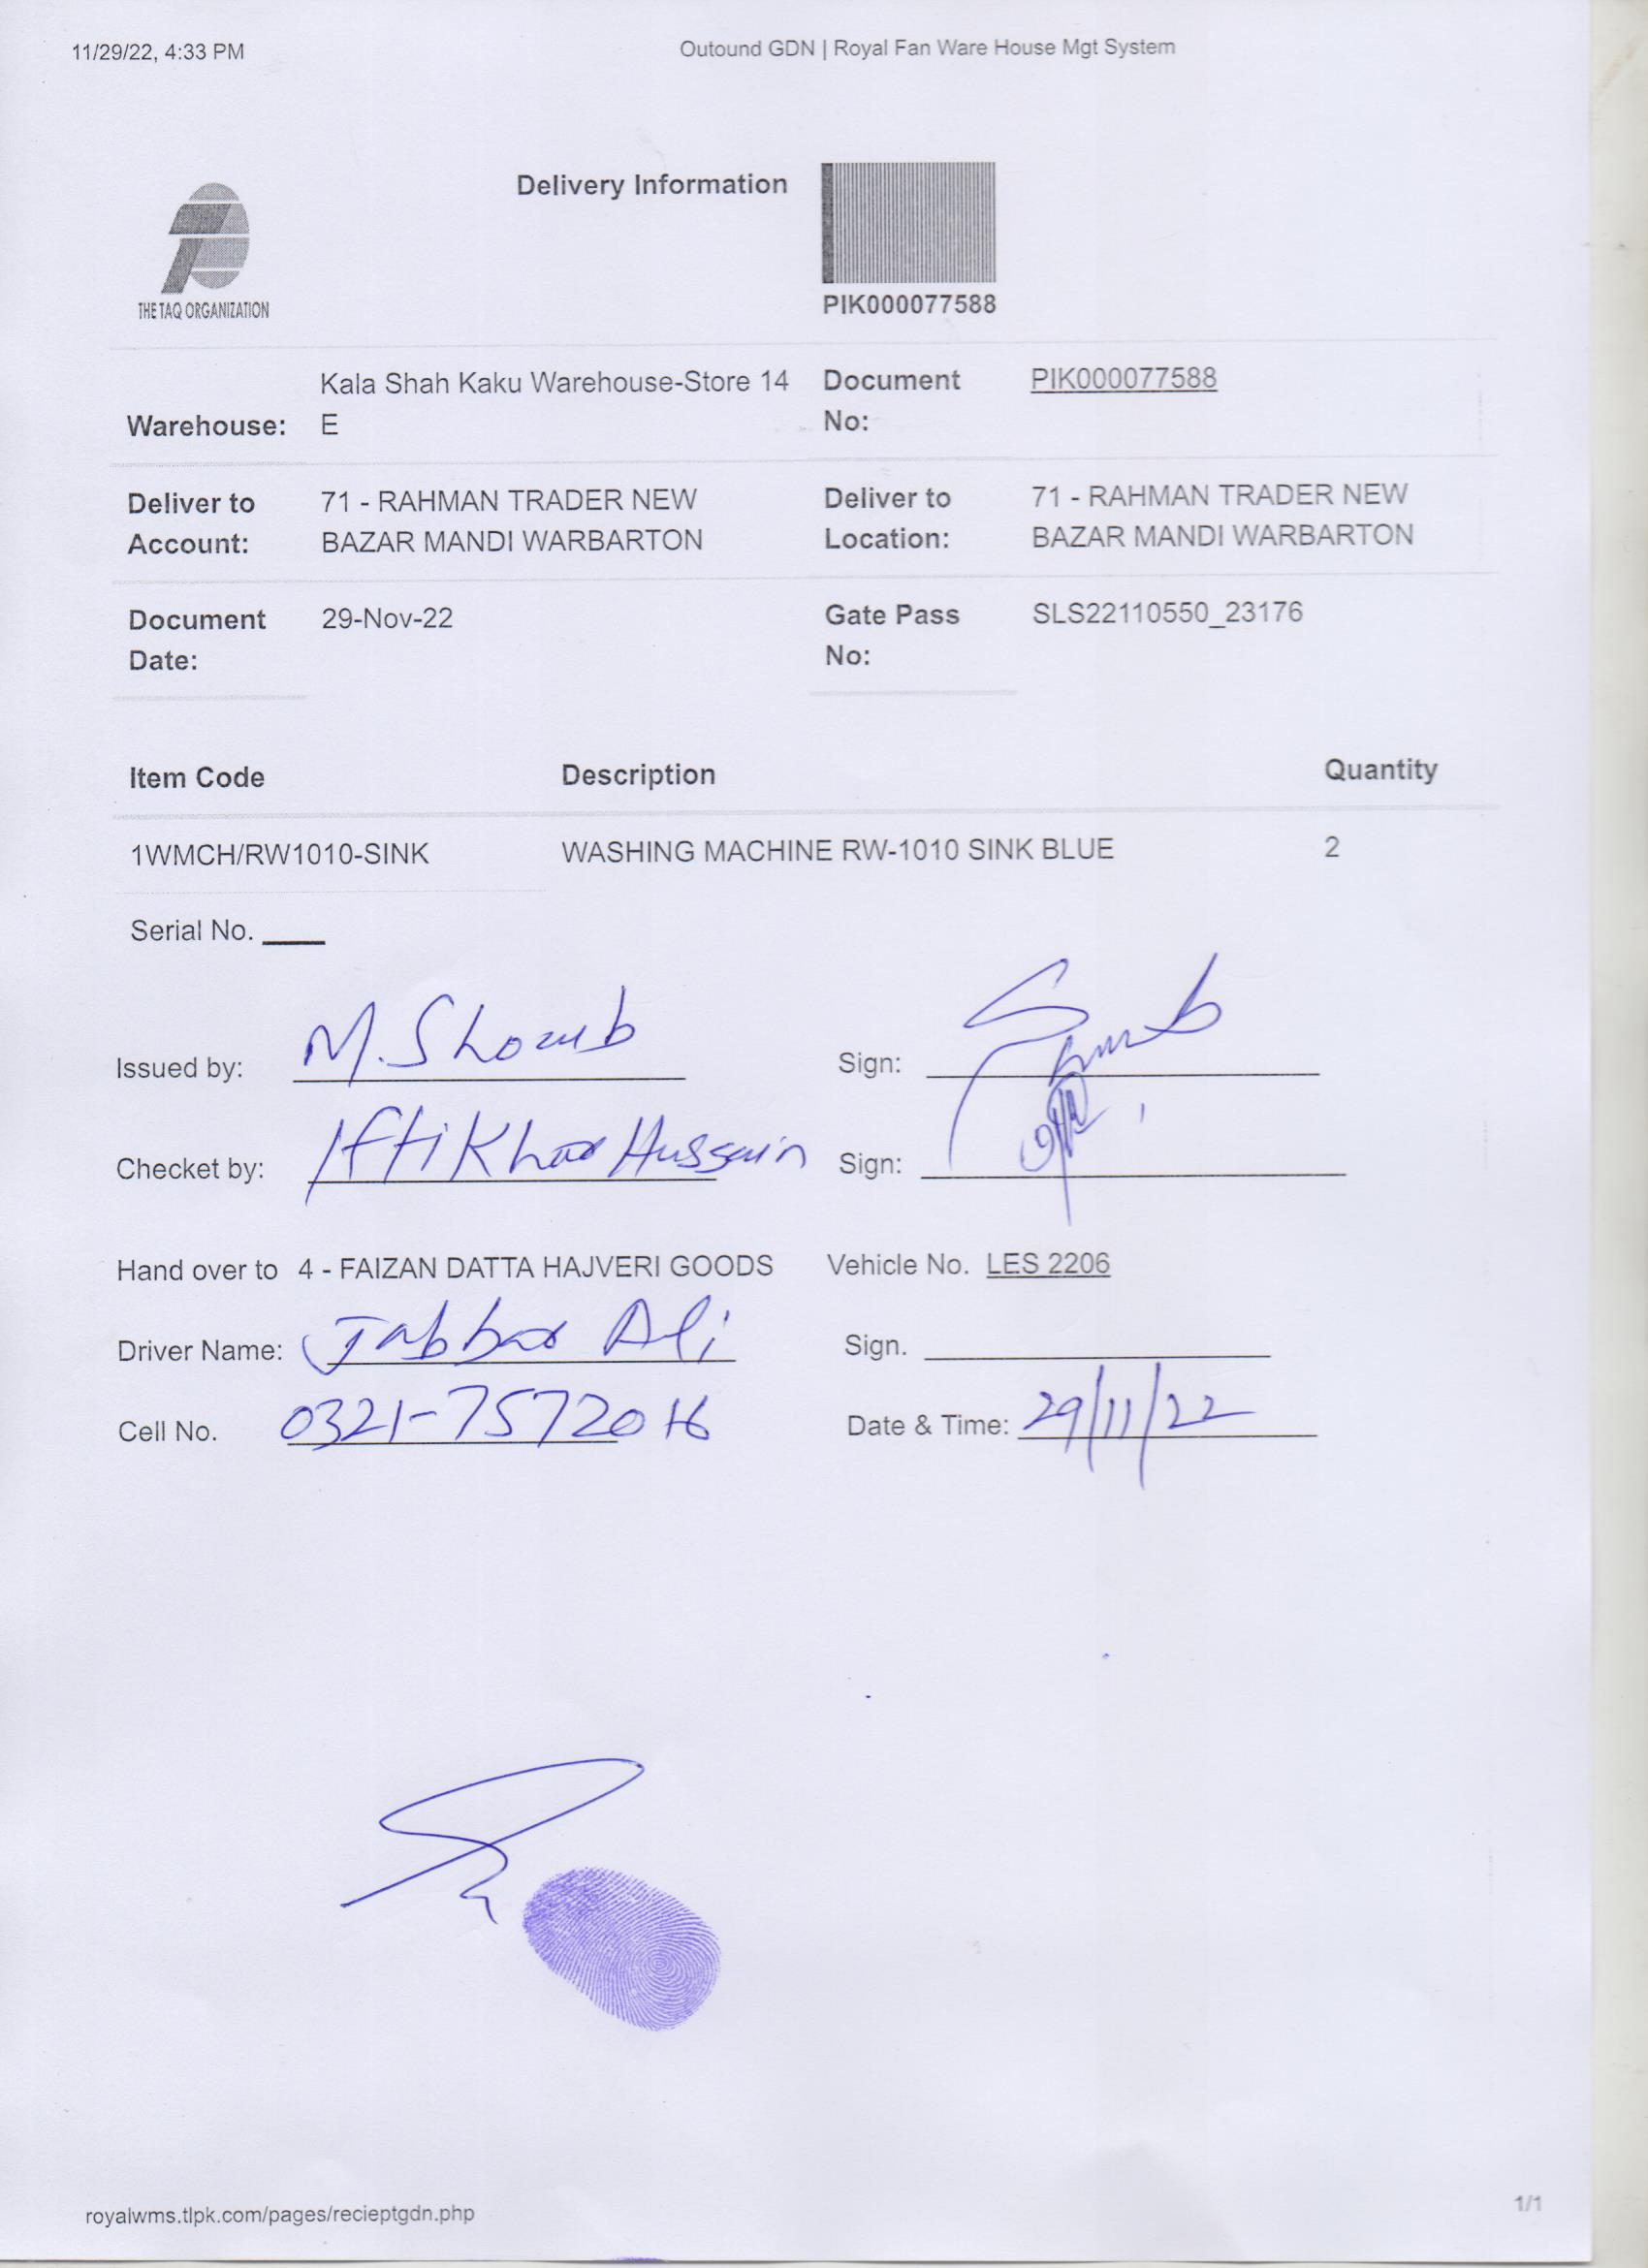 11/29/22, 4:33 PM
Outound GDN | Royal Fan Ware House Mgt System
Delivery Information
THE TAQ ORGANIZATION
PIK000077588
Warehouse: Kala Shah Kaku Warehouse-Store 14 E
Document No: PIK000077588
Deliver to Account: 71 - RAHMAN TRADER NEW BAZAR MANDI WARBARTON
Deliver to Location: 71 - RAHMAN TRADER NEW BAZAR MANDI WARBARTON
Document Date: 29-Nov-22
Gate Pass No: SLS22110550_23176
Item Code Description Quantity
1WMCH/RW1010-SINK WASHING MACHINE RW-1010 SINK BLUE 2
Serial No.
Issued by: M. Sign:
Checket by: Iftikhar Hussain Sign:
Hand over to 4 - FAIZAN DATTA HAJVERI GOODS Vehicle No. LES 2206
Driver Name: Jabbar Ali Sign.
Cell No. Date & Time: 29/11/22
royalwms.tlpk.com/pages/recieptgdn.php
1/1